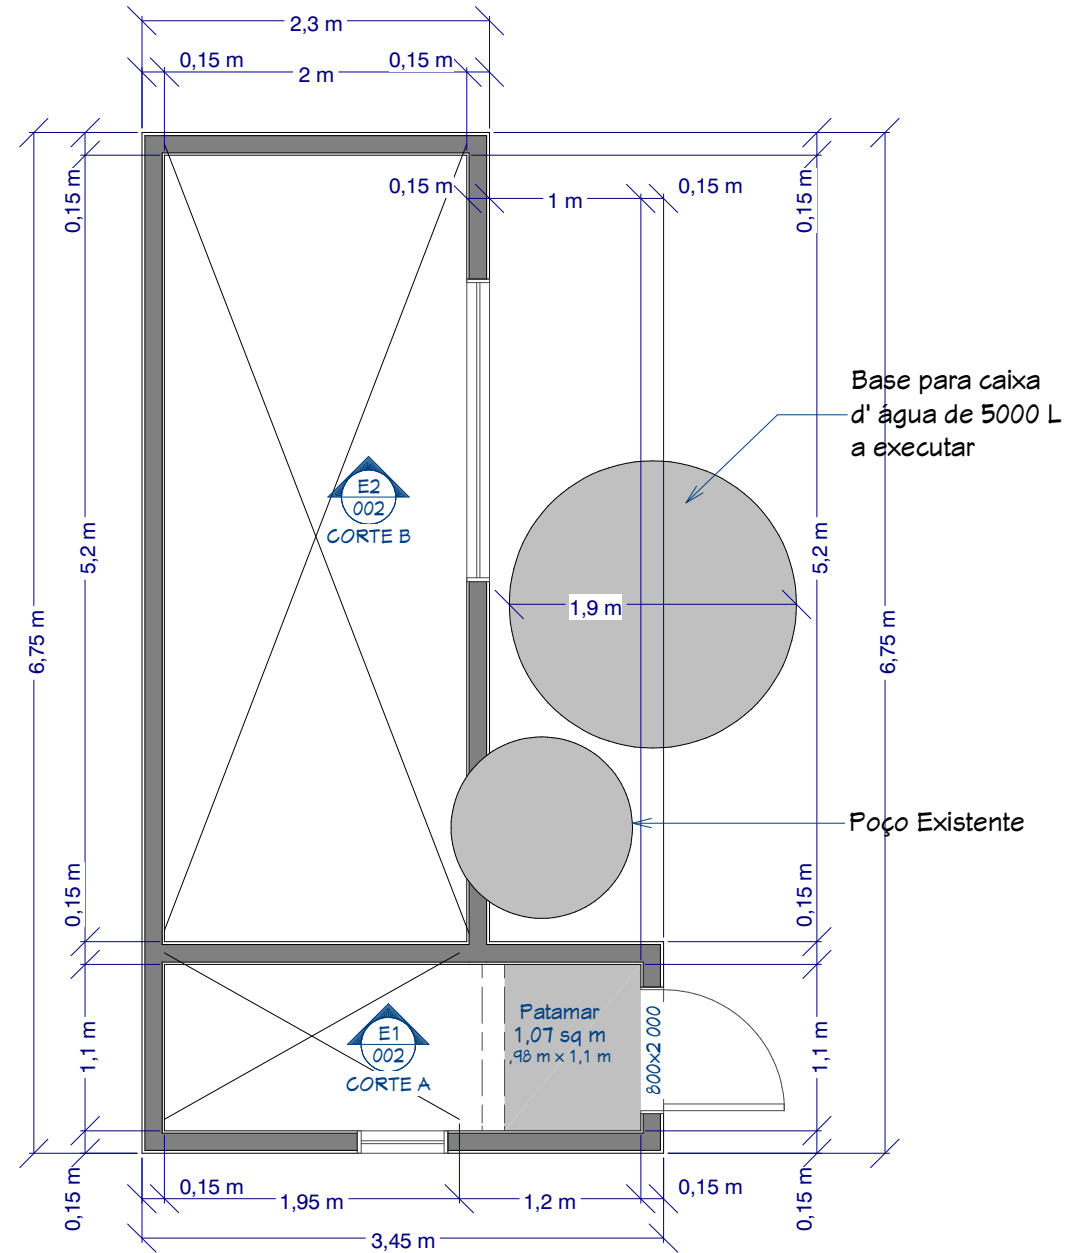 2,3 m
0,15 m
0,15 m
2 m
0,15 m
0,15 m
0,15 m
0,15 m
1 m
0,15 m
Base para caixa
d' água de 5000 L
a executar
E2
002
CORTE B
5,2 m
5,2 m
1,9 m
6,75 m
6,75 m
Poço Existente
0,15 m
0,15 m
Patamar
1,07 sq m
,98 m x 1,1 m
800x2 000
E1
002
CORTE A
1,1 m
1,1 m
0,15 m
0,15 m
0,15 m
0,15 m
1,95 m
1,2 m
3,45 m